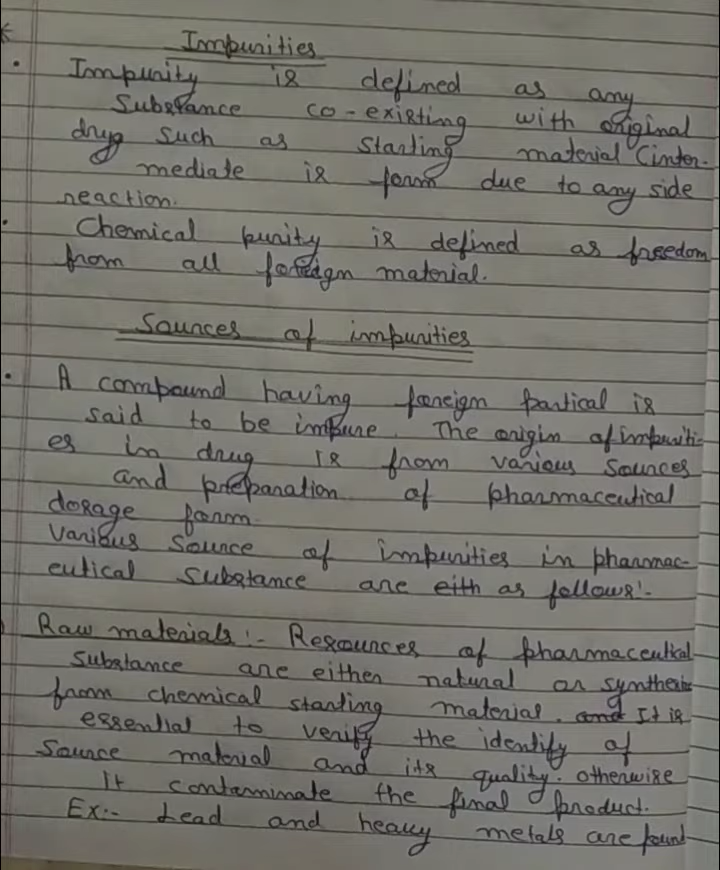 Impurities
• Impurity is defined as any
Substance co-existing with original
drug such as starting material (inter-
mediate is form due to any side
reaction.
• Chemical purity is defined as freedom
from all foreign material.
Sources of impurities
• A compound having foreign partical is
said to be impure. The origin of impuriti-
es in drug is from various sources
and preparation of pharmaceutical
dosage form.
Various Source of impurities in pharmac-
eutical substance are eith as follows:-
Raw materials:- Resources of pharmaceutical
substance are either natural or synthesis
from chemical starting material. and It is
essential to verify the identify of
Source material and its quality. otherwise
it contaminate the final product.
Ex:- Lead and heavy metals are found